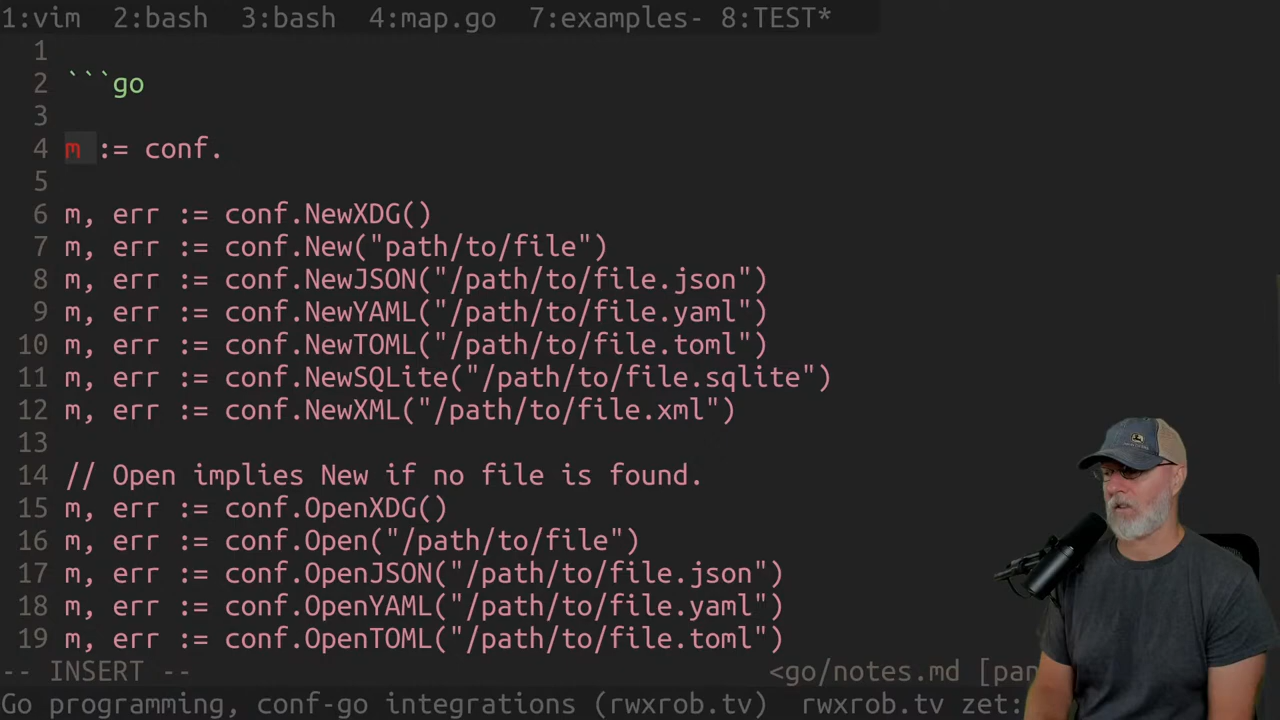 1:vim 2:bash 3:bash 4:map.go 7:examples- 8:TEST*
1
2 ```go
3
4 m := conf.
5
6 m, err := conf.NewXDG()
7 m, err := conf.New("path/to/file")
8 m, err := conf.NewJSON("/path/to/file.json")
9 m, err := conf.NewYAML("/path/to/file.yaml")
10 m, err := conf.NewTOML("/path/to/file.toml")
11 m, err := conf.NewSQLite("/path/to/file.sqlite")
12 m, err := conf.NewXML("/path/to/file.xml")
13
14 // Open implies New if no file is found.
15 m, err := conf.OpenXDG()
16 m, err := conf.Open("/path/to/file")
17 m, err := conf.OpenJSON("/path/to/file.json")
18 m, err := conf.OpenYAML("/path/to/file.yaml")
19 m, err := conf.OpenTOML("/path/to/file.toml")
-- INSERT -- <go/notes.md [pan
Go programming, conf-go integrations (rwxrob.tv) rwxrob.tv zet: